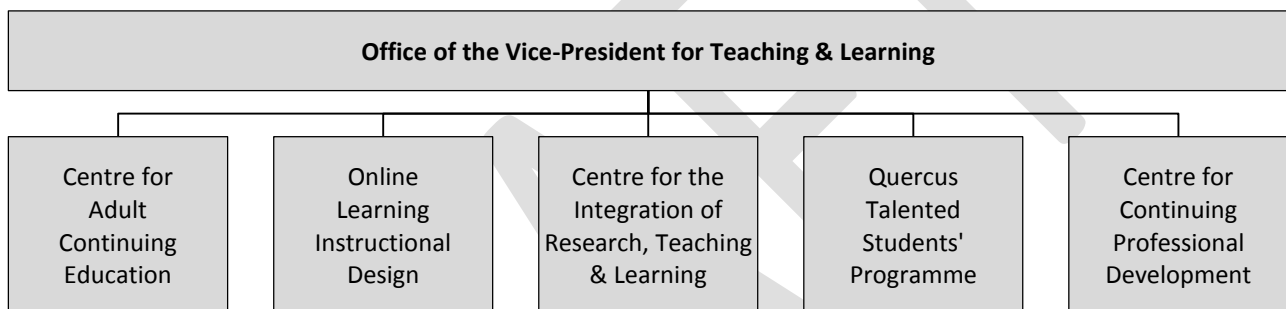 Office of the Vice-President for Teaching & Learning
Centre for
Adult
Continuing
Education
Online
Learning
Instructional
Design
Centre for the
Integration of
Research, Teaching
& Learning
Quercus
Talented
Students'
Programme
Centre for
Continuing
Professional
Development